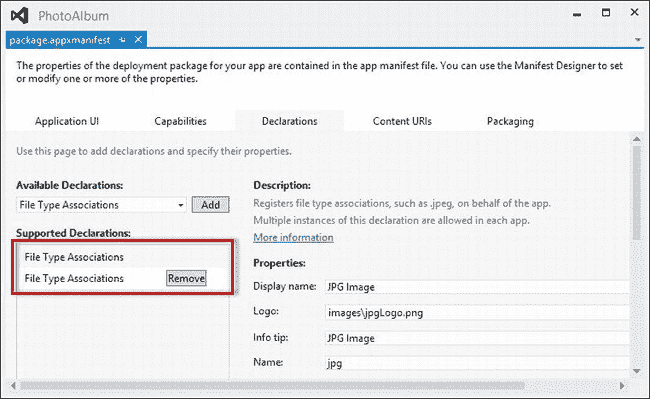 PhotoAlbum
package.appxmanifest
The properties of the deployment package for your app are contained in the app manifest file. You can use the Manifest Designer to set
or modify one or more of the properties.
Application UI Capabilities Declarations Content URIs Packaging
Use this page to add declarations and specify their properties.
Available Declarations:
File Type Associations Add
Supported Declarations:
File Type Associations
File Type Associations Remove
Description:
Registers file type associations, such as .jpeg, on behalf of the app.
Multiple instances of this declaration are allowed in each app.
More information
Properties:
Display name: JPG Image
Logo: images\jpgLogo.png
Info tip: JPG Image
Name: jpg